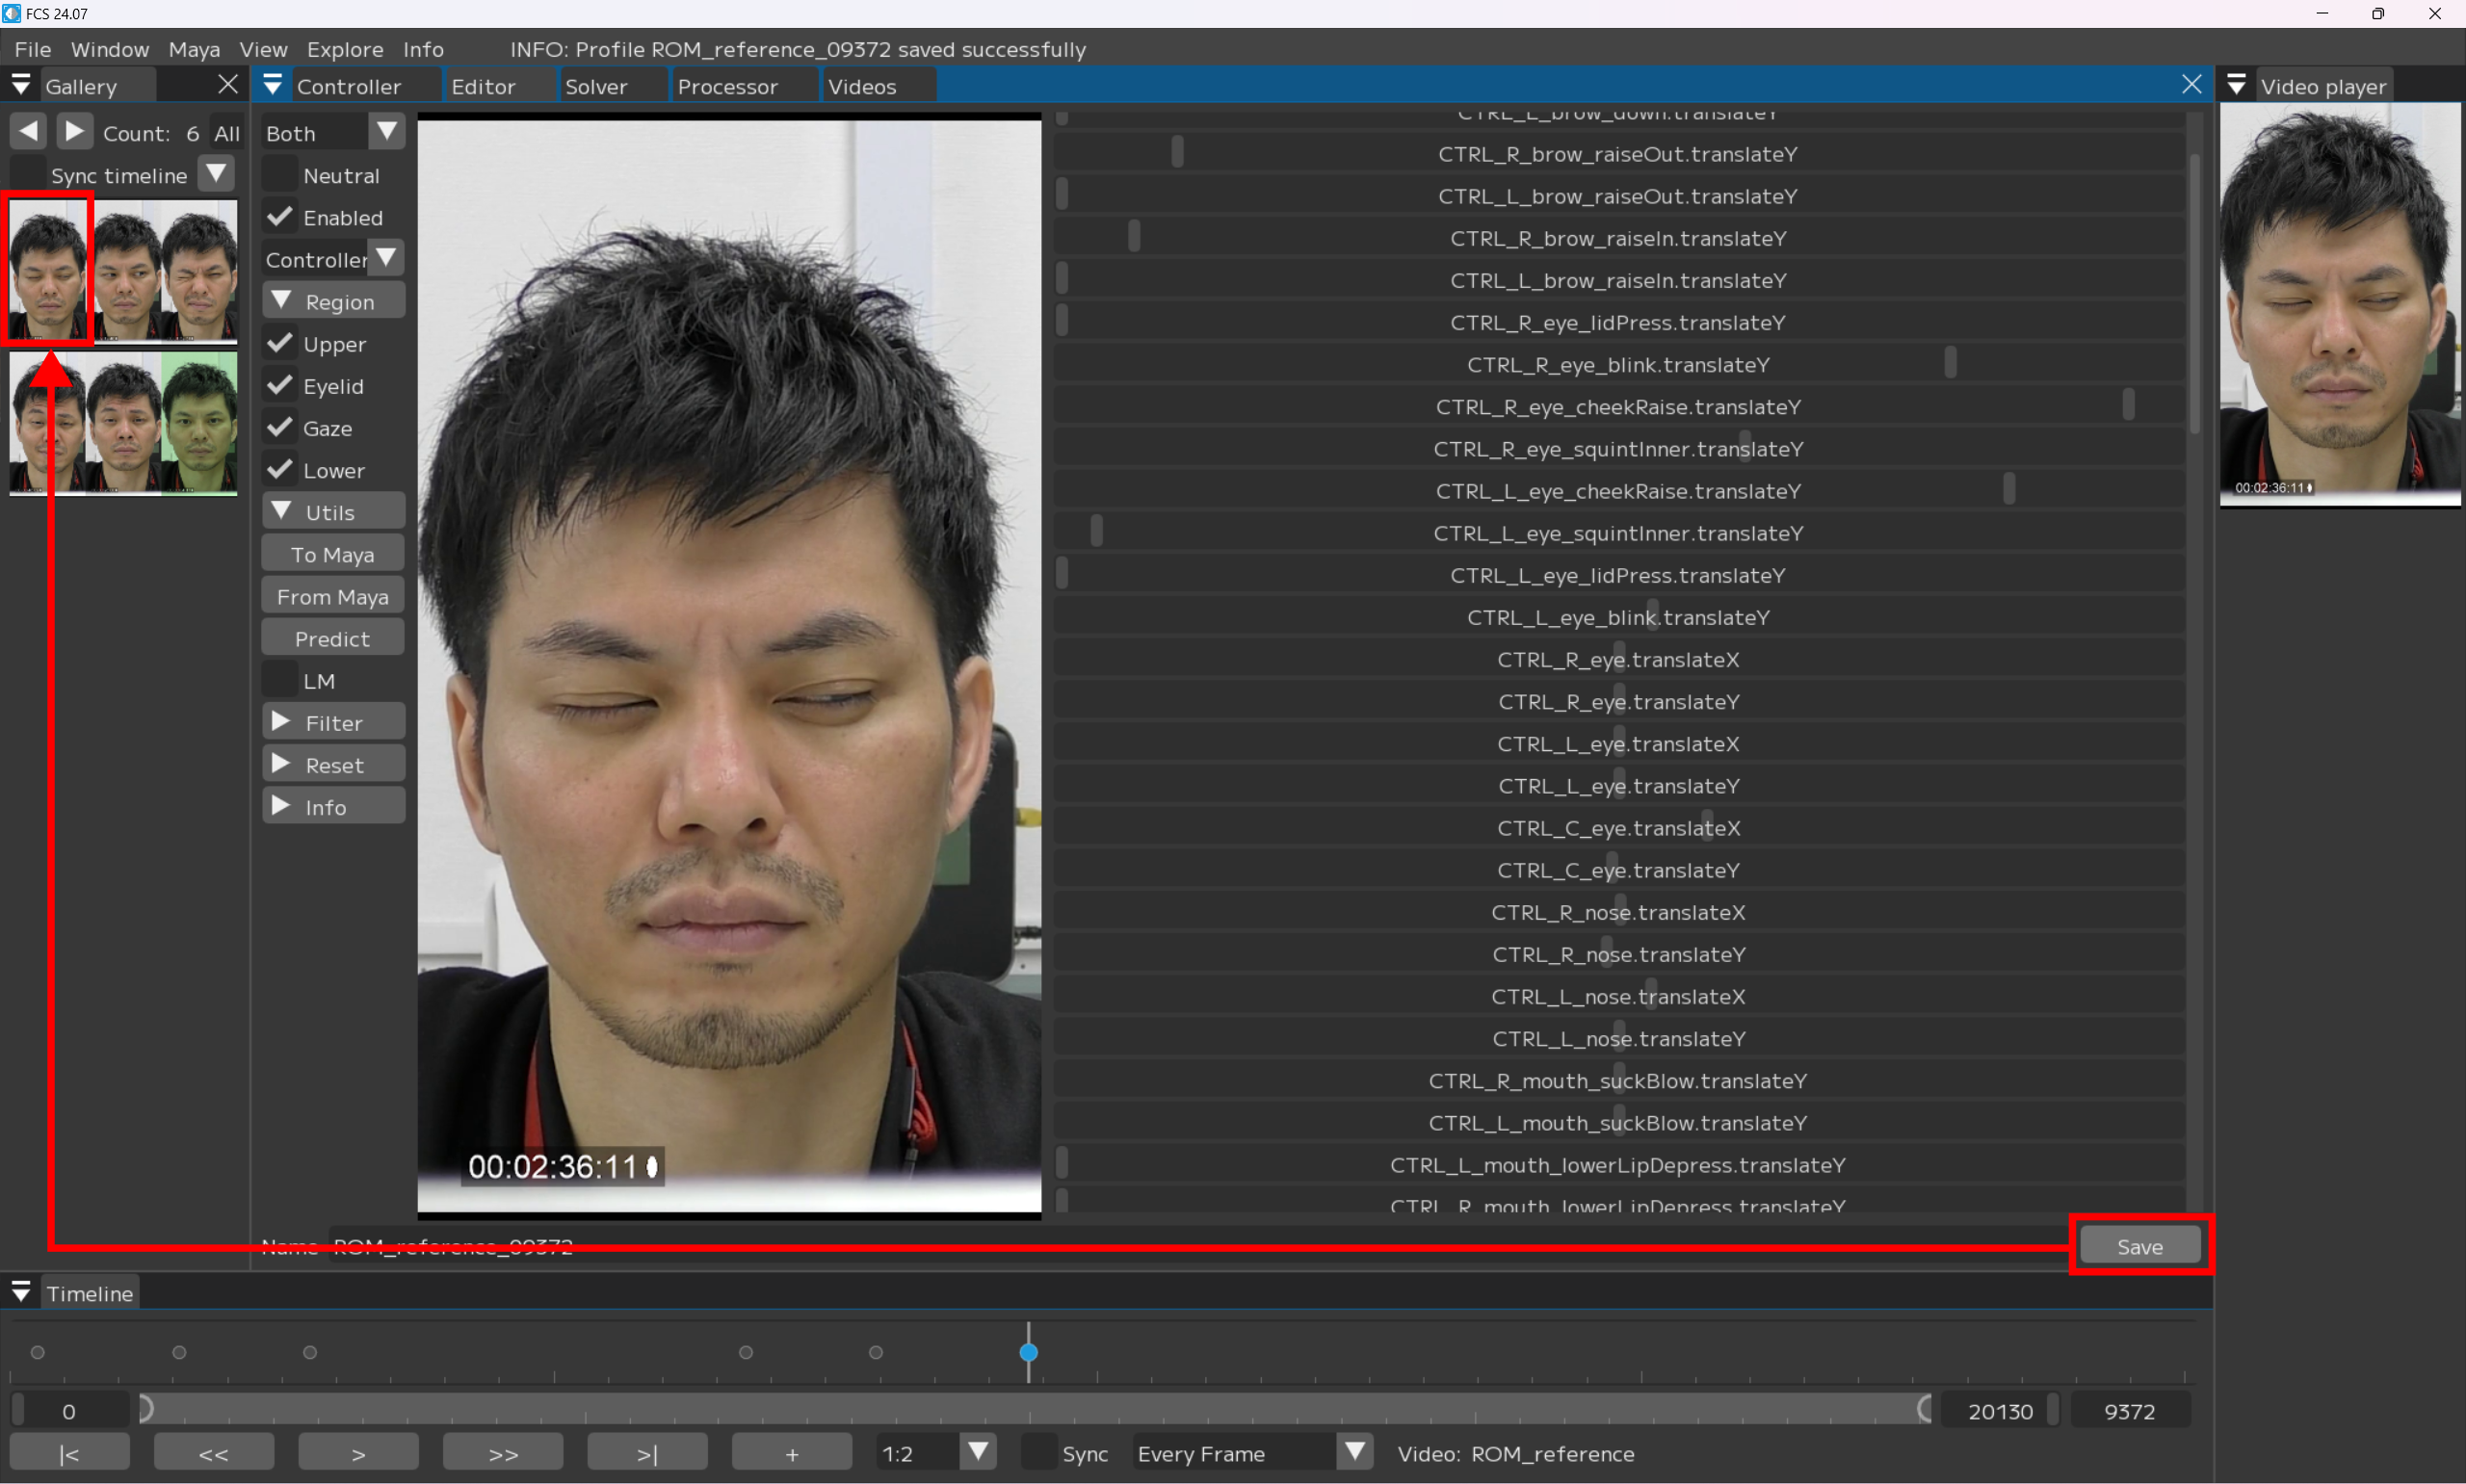 FCS 24.07
File Window Maya View Explore Info INFO: Profile ROM_reference_09372 saved successfully
Gallery
Controller Editor Solver Processor Videos
Video player
Count: 6 All
Sync timeline
Both
Neutral
Enabled
Controller
Region
Upper
Eyelid
Gaze
Lower
Utils
To Maya
From Maya
Predict
LM
Filter
Reset
Info
00:02:36:11
CTRL_L_brow_down.translateY
CTRL_R_brow_raiseOut.translateY
CTRL_L_brow_raiseOut.translateY
CTRL_R_brow_raiseIn.translateY
CTRL_L_brow_raiseIn.translateY
CTRL_R_eye_lidPress.translateY
CTRL_R_eye_blink.translateY
CTRL_R_eye_cheekRaise.translateY
CTRL_R_eye_squintInner.translateY
CTRL_L_eye_cheekRaise.translateY
CTRL_L_eye_squintInner.translateY
CTRL_L_eye_lidPress.translateY
CTRL_L_eye_blink.translateY
CTRL_R_eye.translateX
CTRL_R_eye.translateY
CTRL_L_eye.translateX
CTRL_L_eye.translateY
CTRL_C_eye.translateX
CTRL_C_eye.translateY
CTRL_R_nose.translateX
CTRL_R_nose.translateY
CTRL_L_nose.translateX
CTRL_L_nose.translateY
CTRL_R_mouth_suckBlow.translateY
CTRL_L_mouth_suckBlow.translateY
CTRL_L_mouth_lowerLipDepress.translateY
CTRL_R_mouth_lowerLipDepress.translateY
00:02:36:11
Name ROM_reference_09372
Save
Timeline
0
20130 9372
|< << > >> >| + 1:2 Sync Every Frame Video: ROM_reference